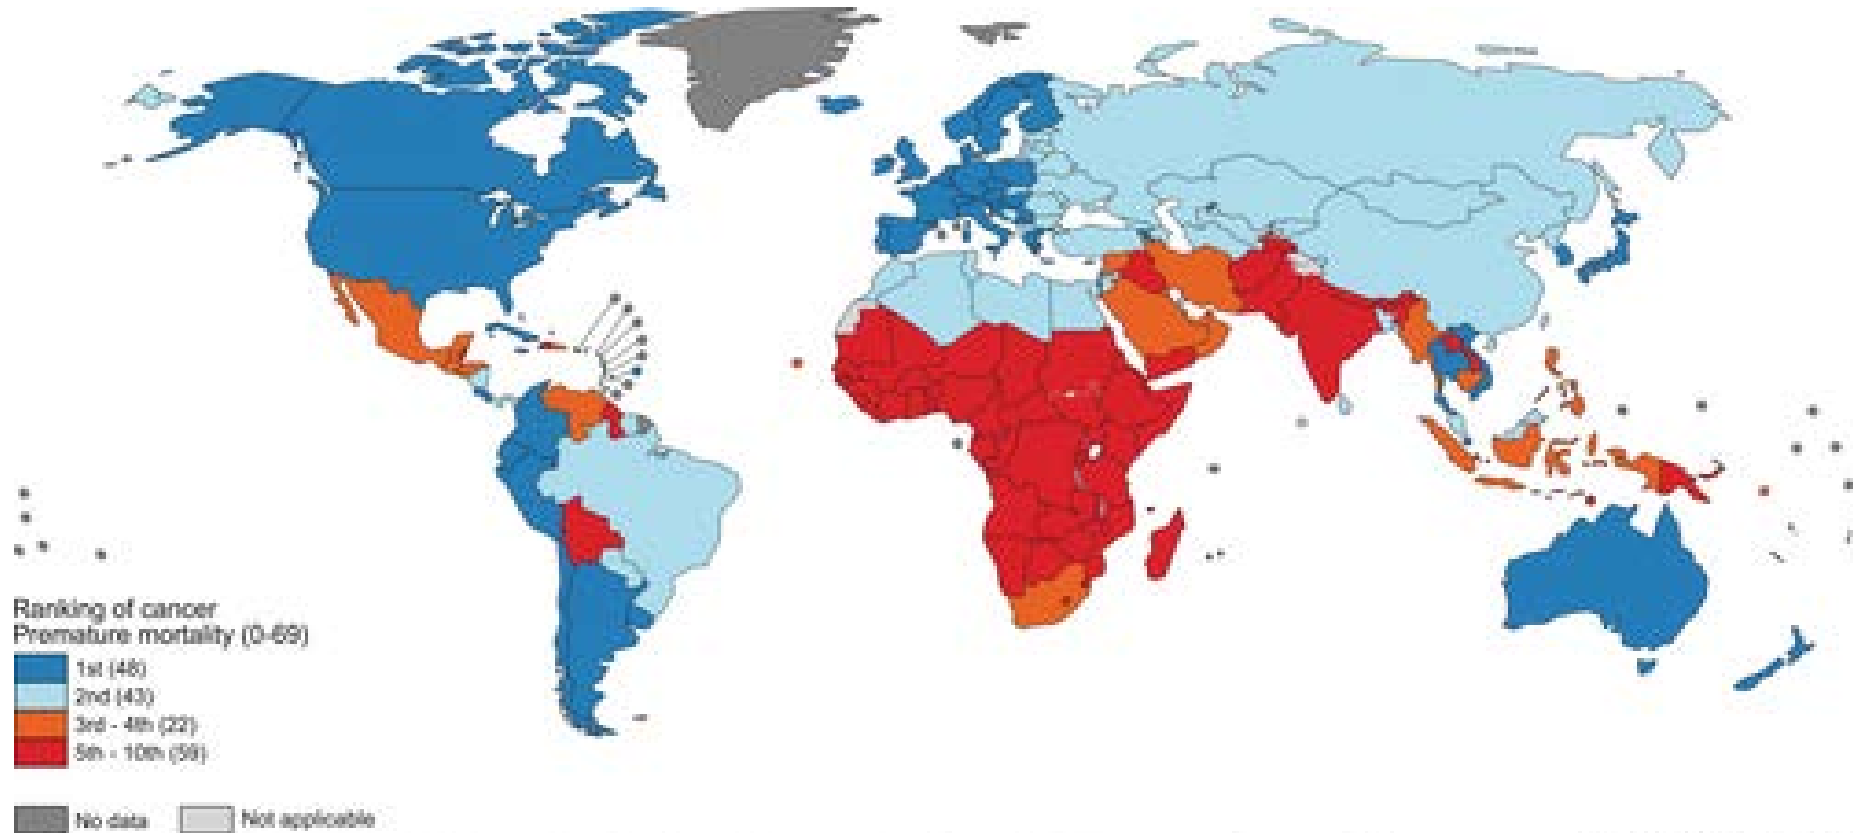 Ranking of cancer
Premature mortality (0-69)
1st (48)
2nd (43)
3rd - 4th (22)
5th - 10th (59)
No data
Not applicable